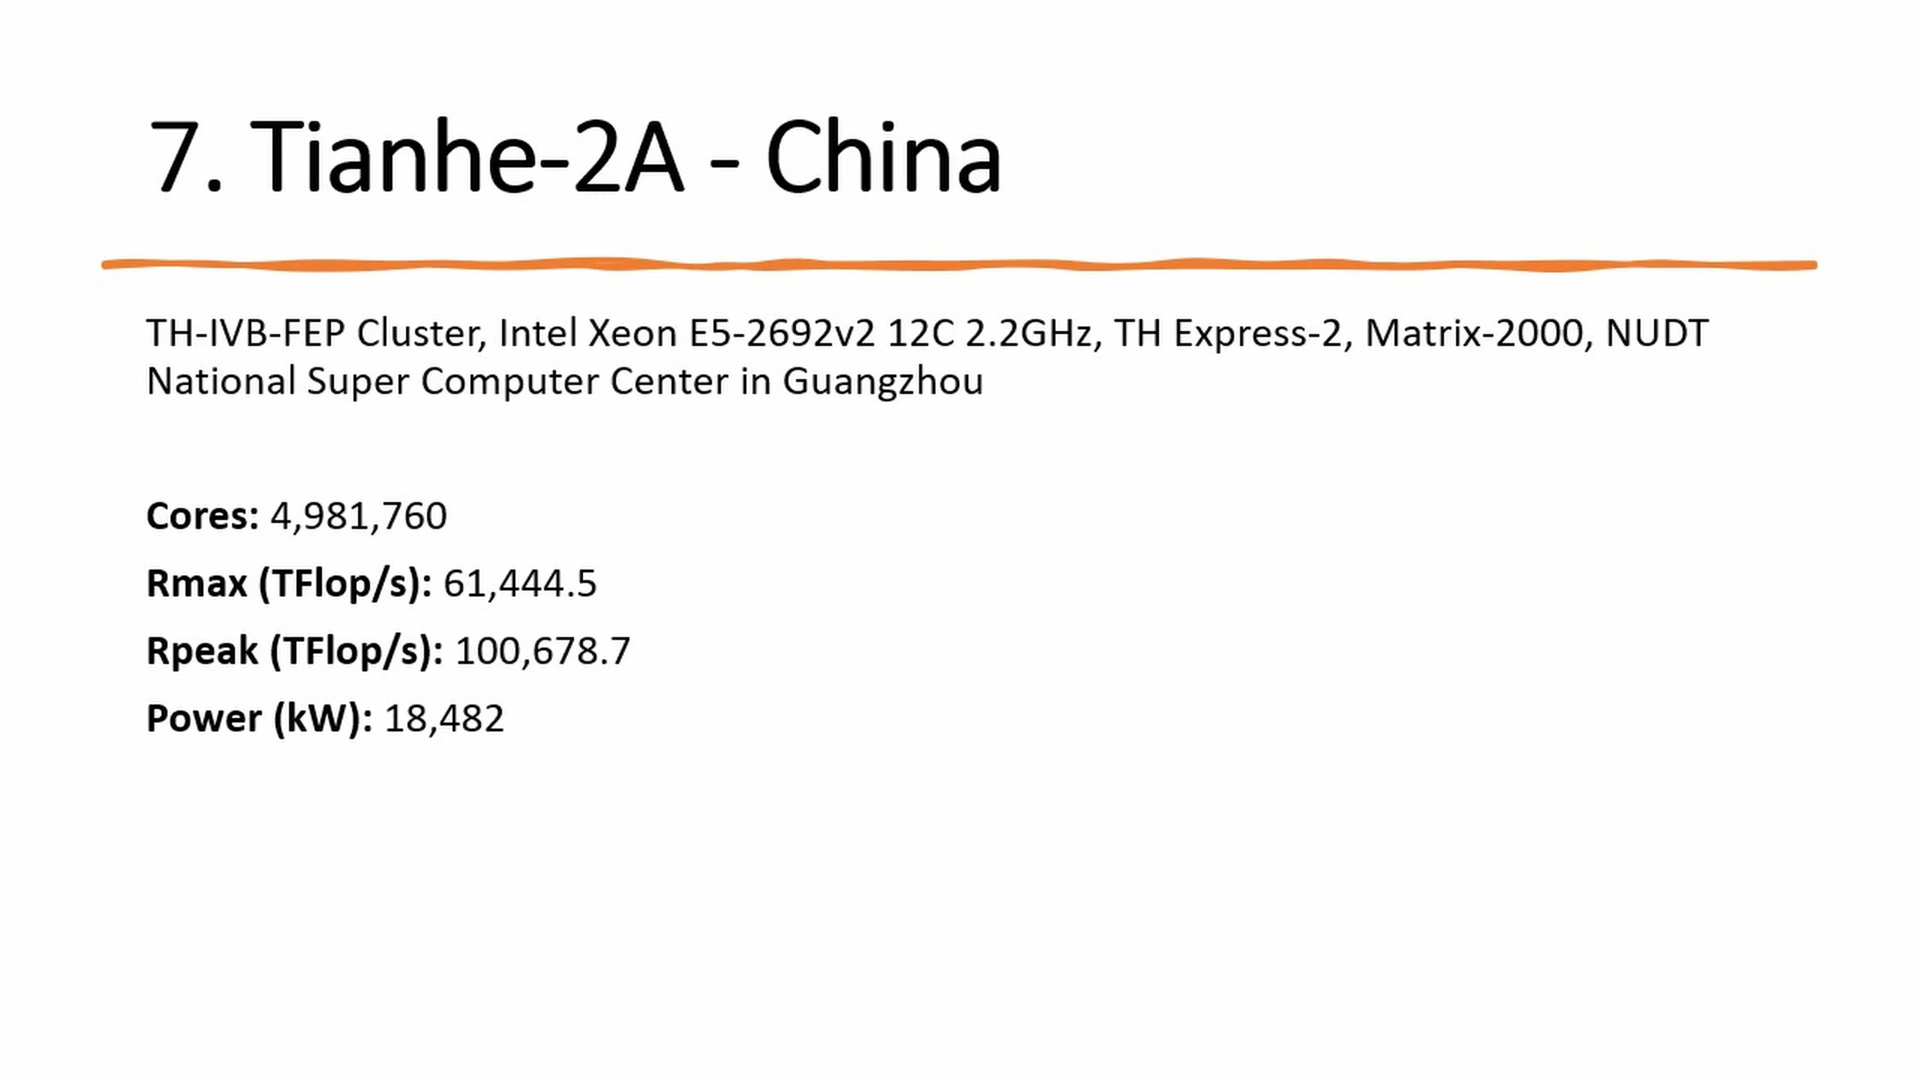 7. Tianhe-2A - China
TH-IVB-FEP Cluster, Intel Xeon E5-2692v2 12C 2.2GHz, TH Express-2, Matrix-2000, NUDT
National Super Computer Center in Guangzhou
Cores: 4,981,760
Rmax (TFlop/s): 61,444.5
Rpeak (TFlop/s): 100,678.7
Power (kW): 18,482